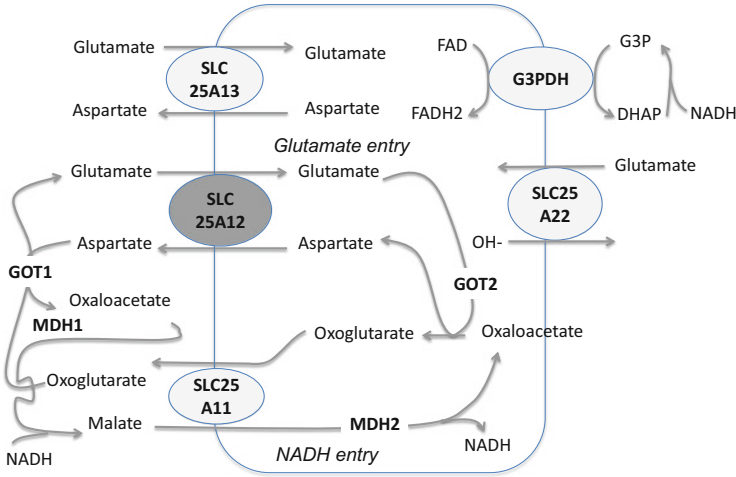 Glutamate
SLC
25A13
Glutamate
Aspartate
Aspartate
FAD
FADH2
G3PDH
G3P
DHAP
NADH
Glutamate entry
Glutamate
SLC
25A12
Glutamate
Aspartate
Aspartate
Glutamate
SLC25
A22
OH-
GOT1
GOT2
Oxaloacetate
MDH1
Oxoglutarate
Oxaloacetate
Oxoglutarate
SLC25
A11
Malate
MDH2
NADH
NADH
NADH entry